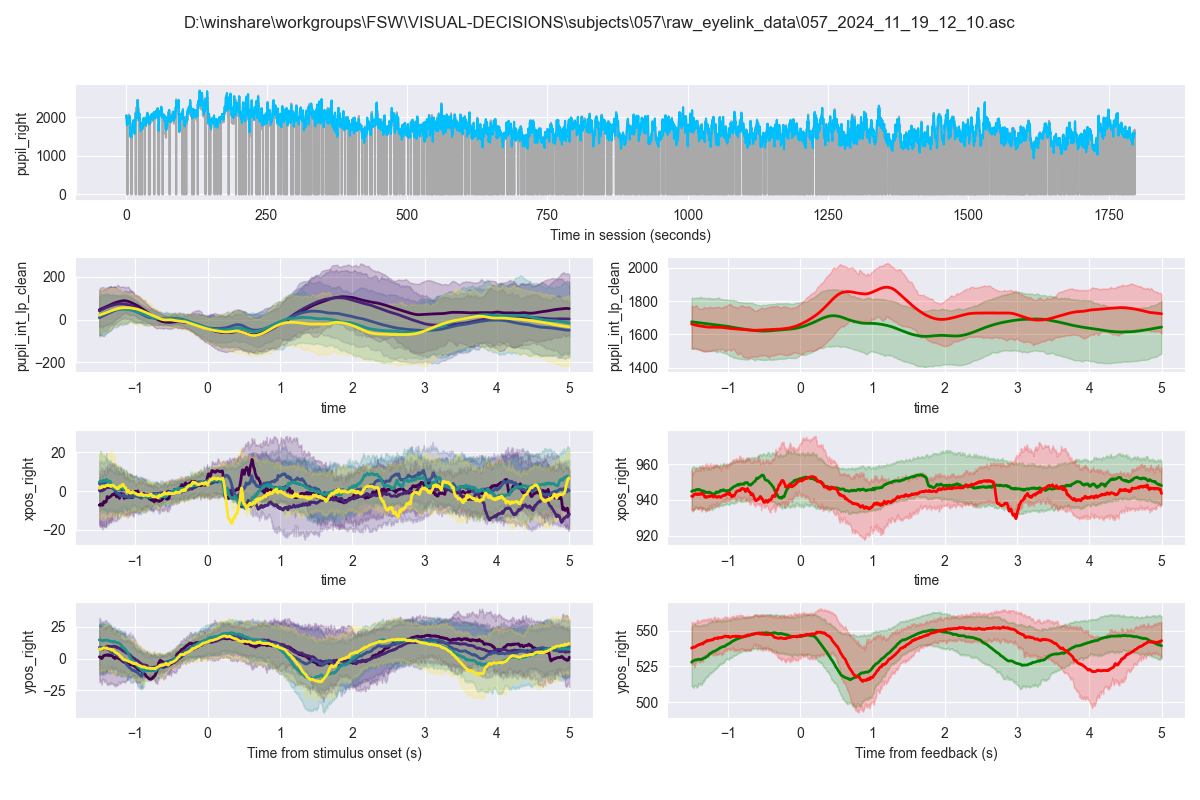 D:\winshare\workgroups\FSW\VISUAL-DECISIONS\subjects\057\raw_eyelink_data\057_2024_11_19_12_10.asc
pupil_right
2000
1000
0
0 250 500 750 1000 1250 1500 1750
Time in session (seconds)
pupil_int_lp_clean
200
0
−200
−1 0 1 2 3 4 5
time
pupil_int_lp_clean
2000
1800
1600
1400
−1 0 1 2 3 4 5
time
xpos_right
20
0
−20
−1 0 1 2 3 4 5
time
xpos_right
960
940
920
−1 0 1 2 3 4 5
time
ypos_right
25
0
−25
−1 0 1 2 3 4 5
Time from stimulus onset (s)
ypos_right
550
525
500
−1 0 1 2 3 4 5
Time from feedback (s)